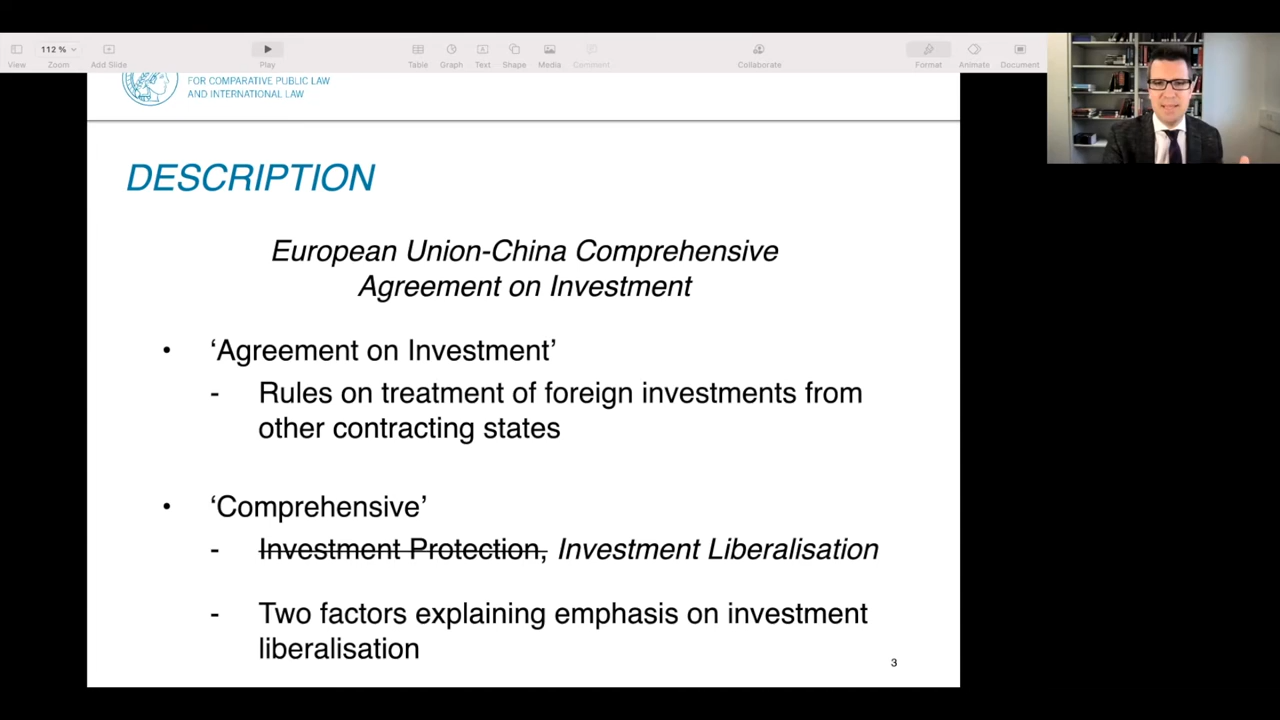 112 %
View
Zoom
Add Slide
Play
Table
Graph
Text
Shape
Media
Comment
Collaborate
Format
Animate
Document
FOR COMPARATIVE PUBLIC LAW
AND INTERNATIONAL LAW
DESCRIPTION
European Union-China Comprehensive
Agreement on Investment
• ‘Agreement on Investment’
- Rules on treatment of foreign investments from
other contracting states
• ‘Comprehensive’
- Investment Protection, Investment Liberalisation
- Two factors explaining emphasis on investment
liberalisation
3